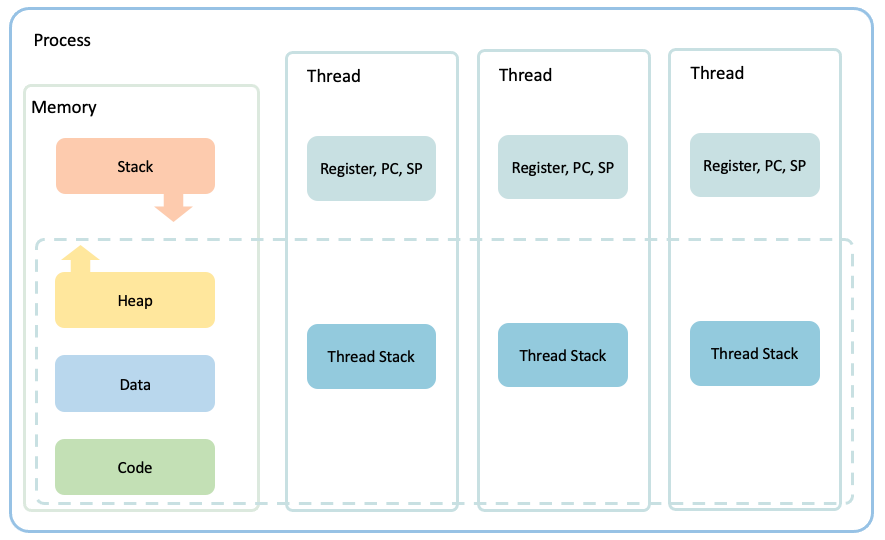 Process
Memory
Stack
Heap
Data
Code
Thread
Register, PC, SP
Thread Stack
Thread
Register, PC, SP
Thread Stack
Thread
Register, PC, SP
Thread Stack